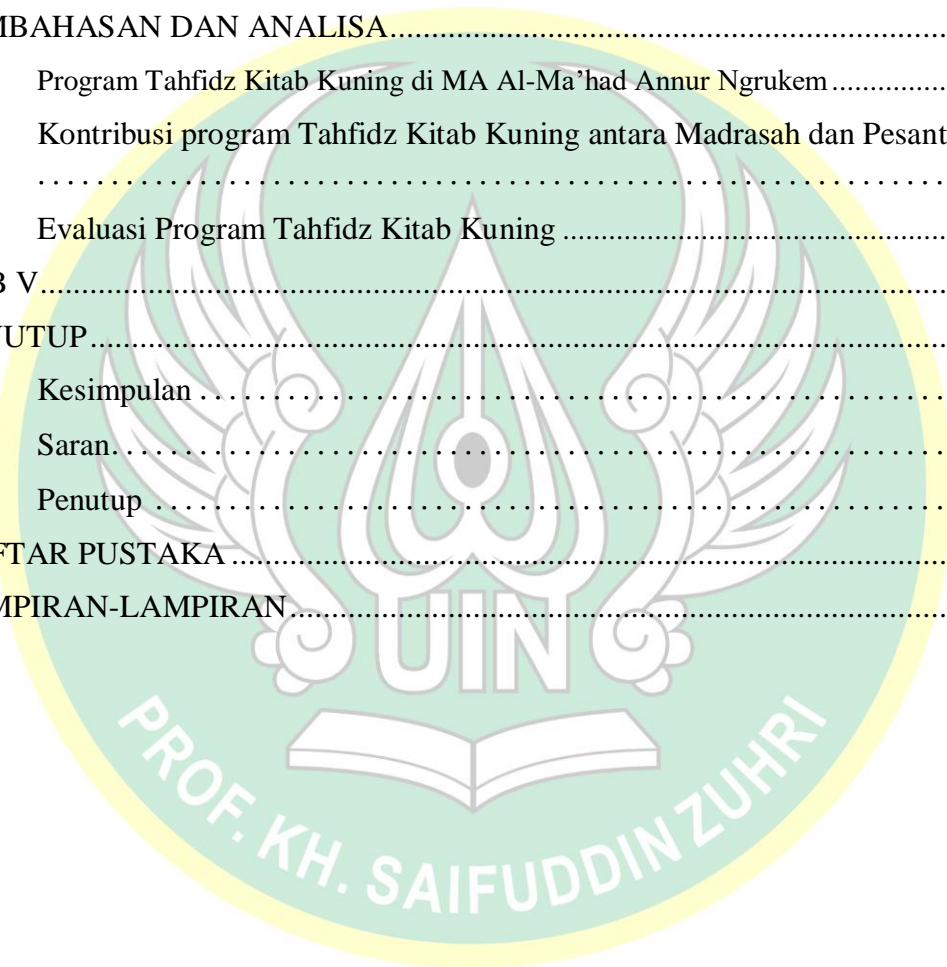 MBAHASAN DAN ANALISA........................................................................
Program Tahfidz Kitab Kuning di MA Al-Ma’had Annur Ngrukem...............
Kontribusi program Tahfidz Kitab Kuning antara Madrasah dan Pesant
. . . . . . . . . . . . . . . . . . . . . . . . . . . . . . . . . . . . . . . . . . . . . . . . . . . . . . . . . . . . . .
Evaluasi Program Tahfidz Kitab Kuning ...............................................
B V.............................................................................................................
NUTUP.......................................................................................................
Kesimpulan . . . . . . . . . . . . . . . . . . . . . . . . . . . . . . . . . . . . . . . . . . . . . . . . . . .
Saran. . . . . . . . . . . . . . . . . . . . . . . . . . . . . . . . . . . . . . . . . . . . . . . . . . . . . . . . .
Penutup . . . . . . . . . . . . . . . . . . . . . . . . . . . . . . . . . . . . . . . . . . . . . . . . . . . . . .
FTAR PUSTAKA .......................................................................................
MPIRAN-LAMPIRAN................................................................................
UIN
PROF. KH. SAIFUDDIN ZUHRI